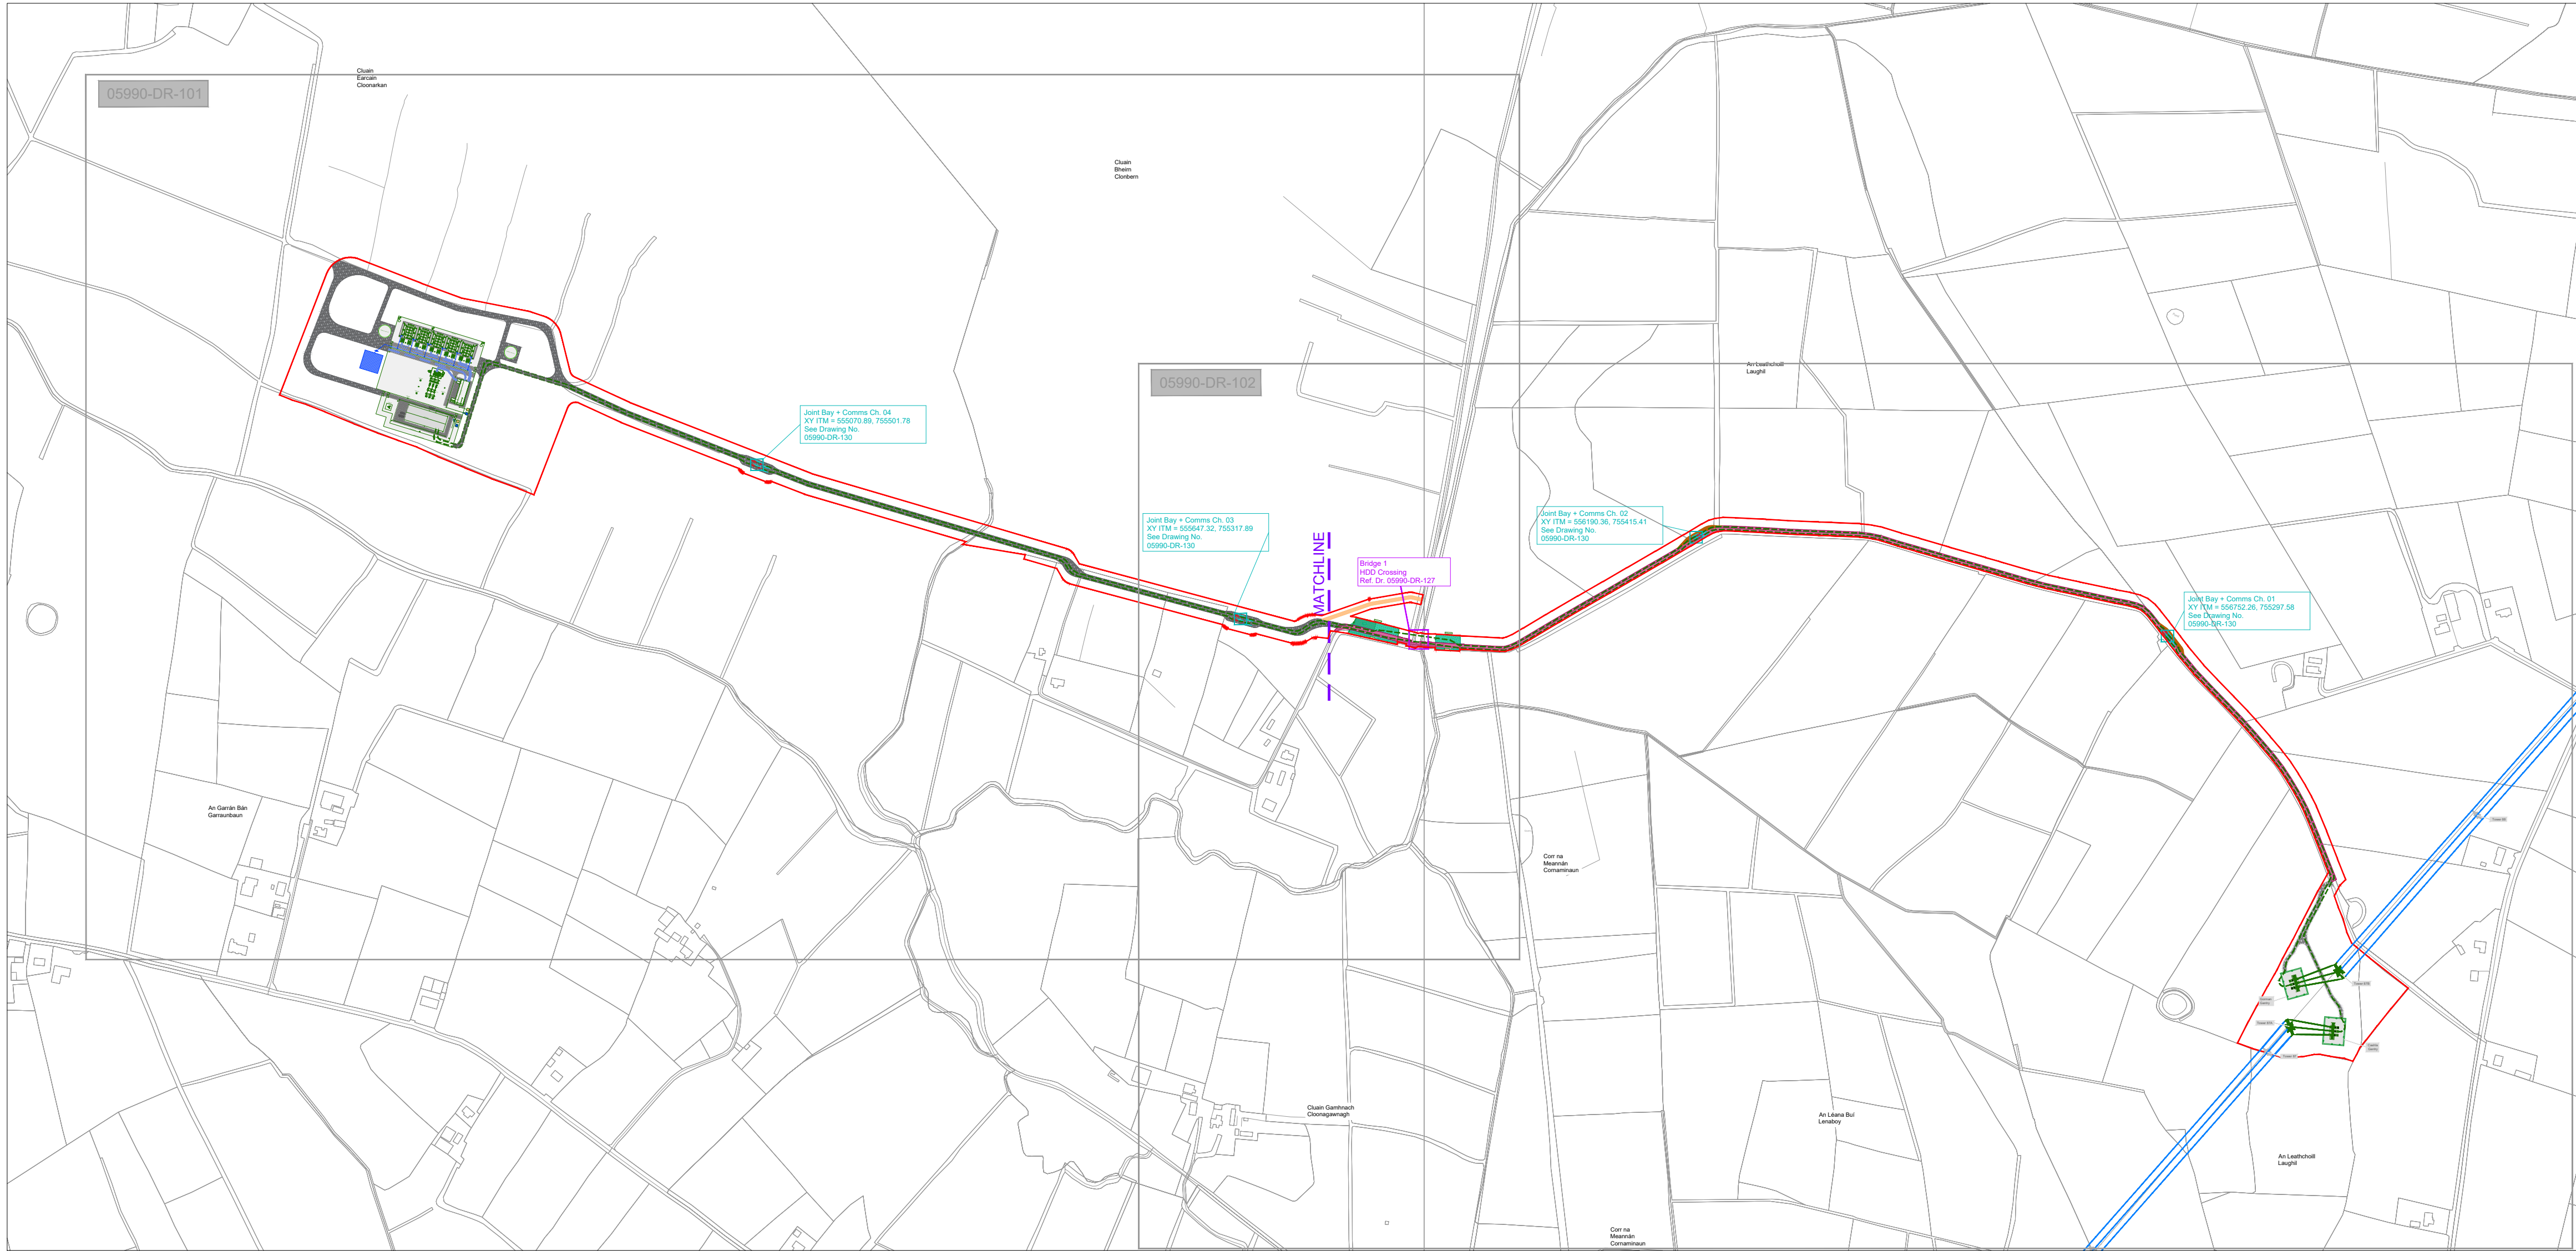 Cluain
Earcain
Cloonarkan
05990-DR-101
Cluain
Bheirn
Clonbern
An Leathchoill
Laughil
05990-DR-102
Joint Bay + Comms Ch. 04
XY ITM = 555070.89, 755501.78
See Drawing No.
05990-DR-130
Joint Bay + Comms Ch. 03
XY ITM = 555647.32, 755317.89
See Drawing No.
05990-DR-130
MATCHLINE
Bridge 1
HDD Crossing
Ref. Dr. 05990-DR-127
Joint Bay + Comms Ch. 02
XY ITM = 556190.36, 755415.41
See Drawing No.
05990-DR-130
Joint Bay + Comms Ch. 01
XY ITM = 556752.26, 755297.58
See Drawing No.
05990-DR-130
An Garrán Bán
Garraunbaun
Corr na
Meannán
Cornaminaun
Cluain Gamhnach
Cloonagawnagh
An Léana Buí
Lenaboy
An Leathchoill
Laughil
Corr na
Meannán
Cornaminaun